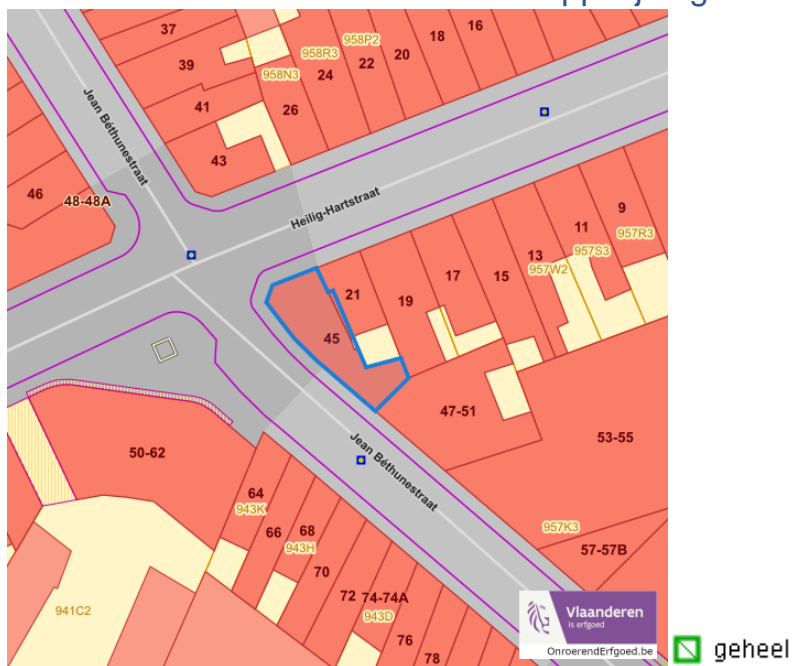 37
39
41
43
958N3
958R3
958P2
26
24
22
20
18
16
Jean Béthunestraat
46
48-48A
Heilig-Hartstraat
21
19
17
15
13
11
9
957W2
957S3
957R3
45
47-51
53-55
50-62
Jean Béthunestraat
64
943K
66
68
943H
70
72
74-74A
943D
76
78
957K3
57-57B
941C2
Vlaanderen
is erfgoed
OnroerendErfgoed.be
geheel